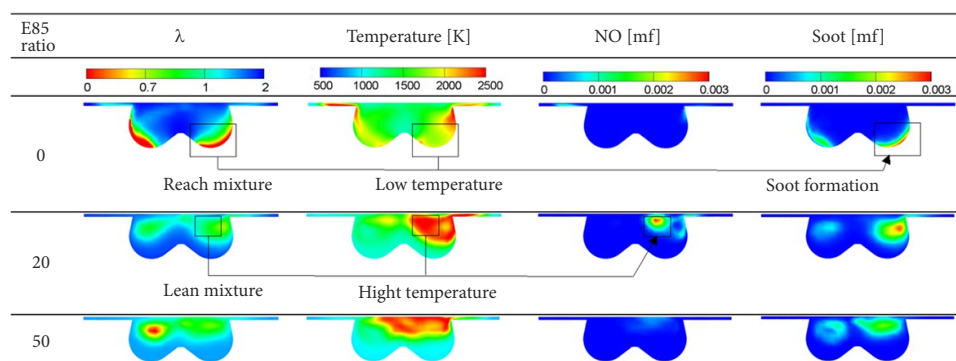 E85 ratio λ Temperature [K] NO [mf] Soot [mf]
0 0.7 1 2 500 1000 1500 2000 2500 0 0.001 0.002 0.003 0 0.001 0.002 0.003
0
Reach mixture Low temperature Soot formation
20
Lean mixture Hight temperature
50